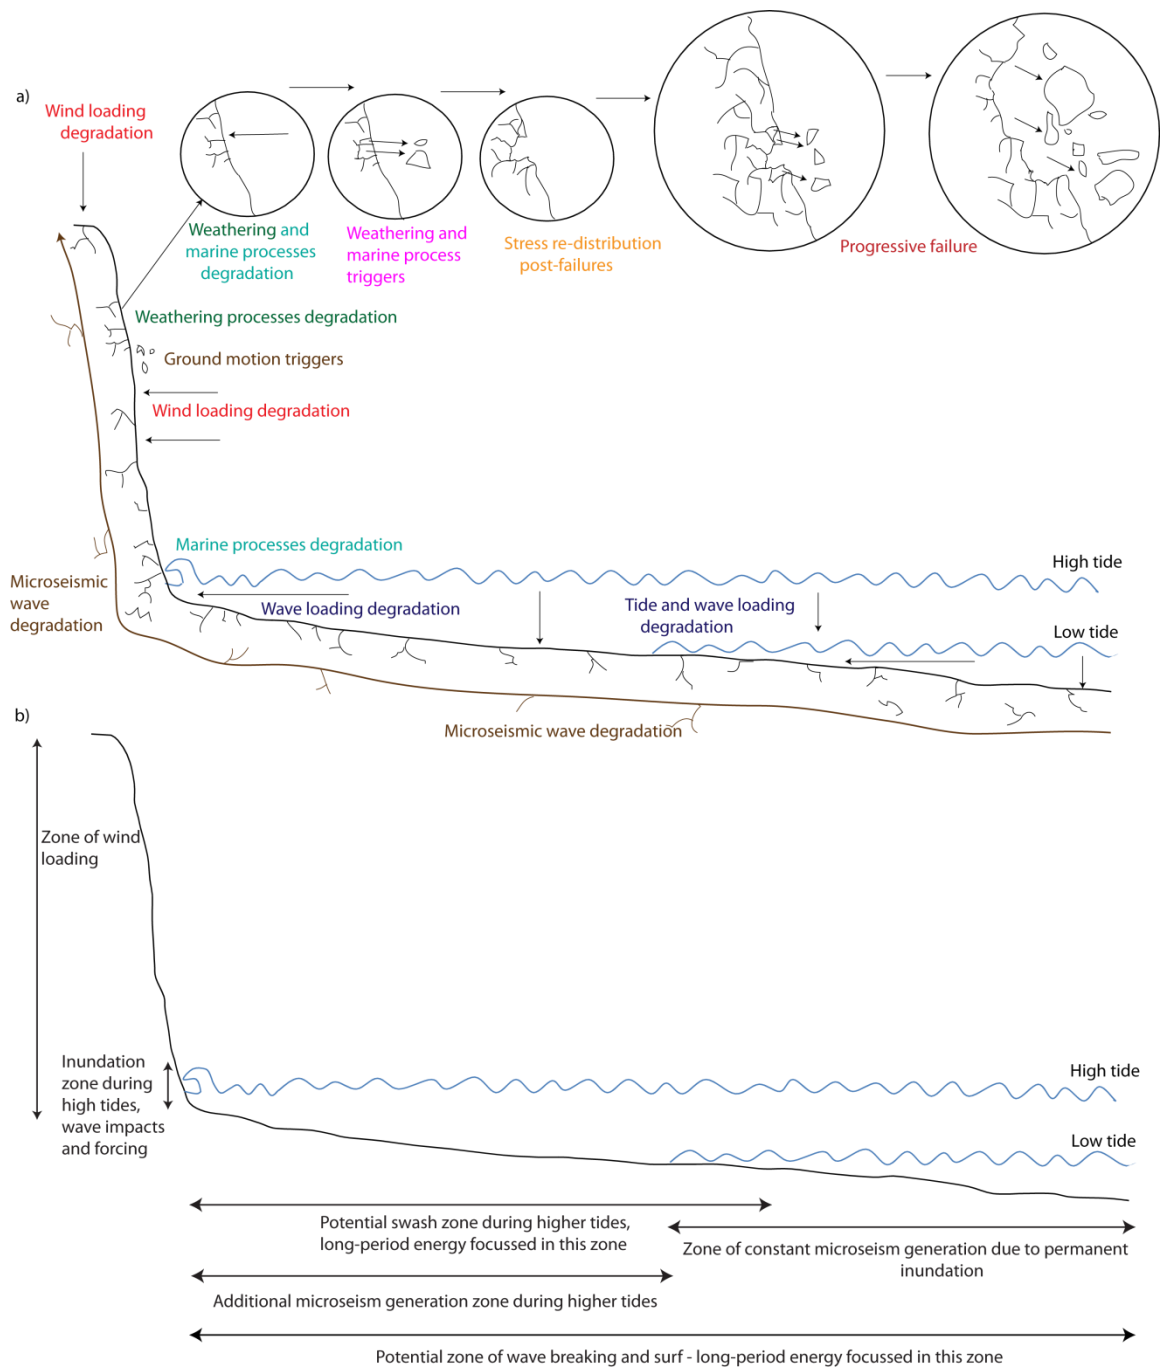 a)
Wind loading
degradation
Weathering and
marine processes
degradation
Weathering and
marine process
triggers
Stress re-distribution
post-failures
Progressive failure
Weathering processes degradation
Ground motion triggers
Wind loading degradation
Marine processes degradation
High tide
Microseismic
wave
degradation
Wave loading degradation
Tide and wave loading
degradation
Low tide
Microseismic wave degradation
b)
Zone of wind
loading
Inundation
zone during
high tides,
wave impacts
and forcing
High tide
Low tide
Potential swash zone during higher tides,
long-period energy focussed in this zone
Zone of constant microseism generation due to permanent
inundation
Additional microseism generation zone during higher tides
Potential zone of wave breaking and surf - long-period energy focussed in this zone